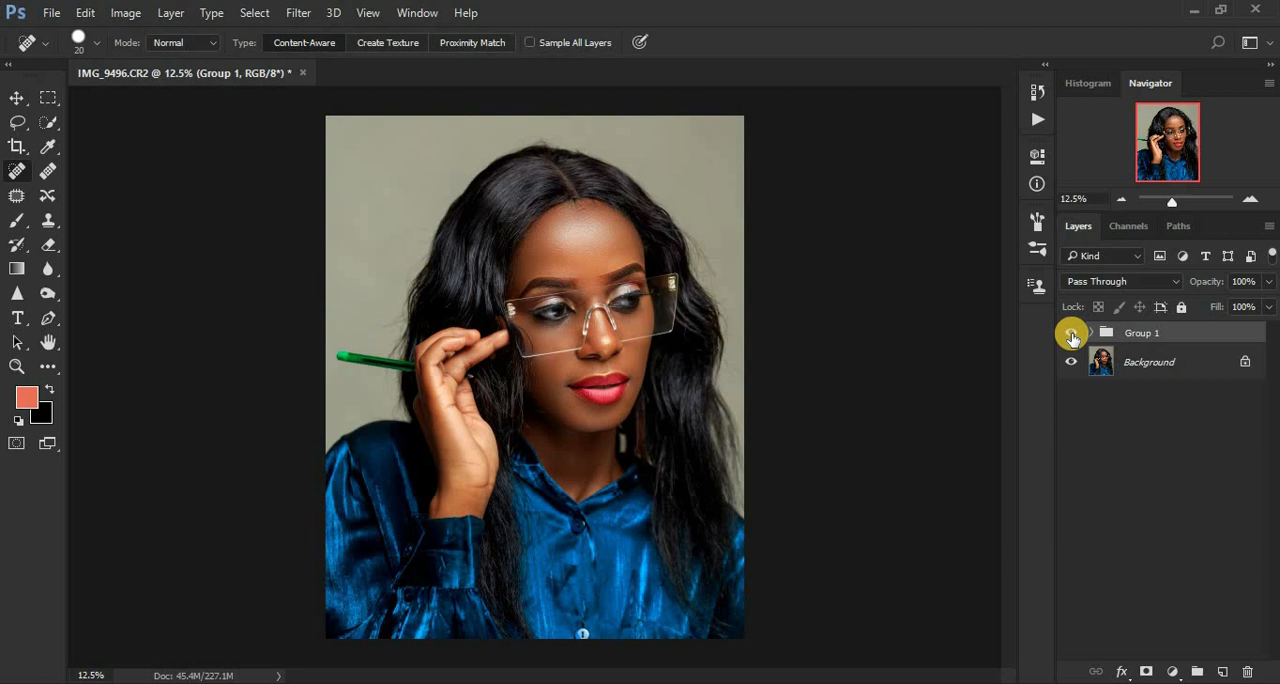 Ps File Edit Image Layer Type Select Filter 3D View Window Help
20 Mode: Normal Type: Content-Aware Create Texture Proximity Match Sample All Layers
IMG_9496.CR2 @ 12.5% (Group 1, RGB/8*) * ×
Histogram Navigator
12.5%
Layers Channels Paths
Kind
Pass Through Opacity: 100%
Lock: Fill: 100%
Group 1
Background
fx
12.5% Doc: 45.4M/227.1M